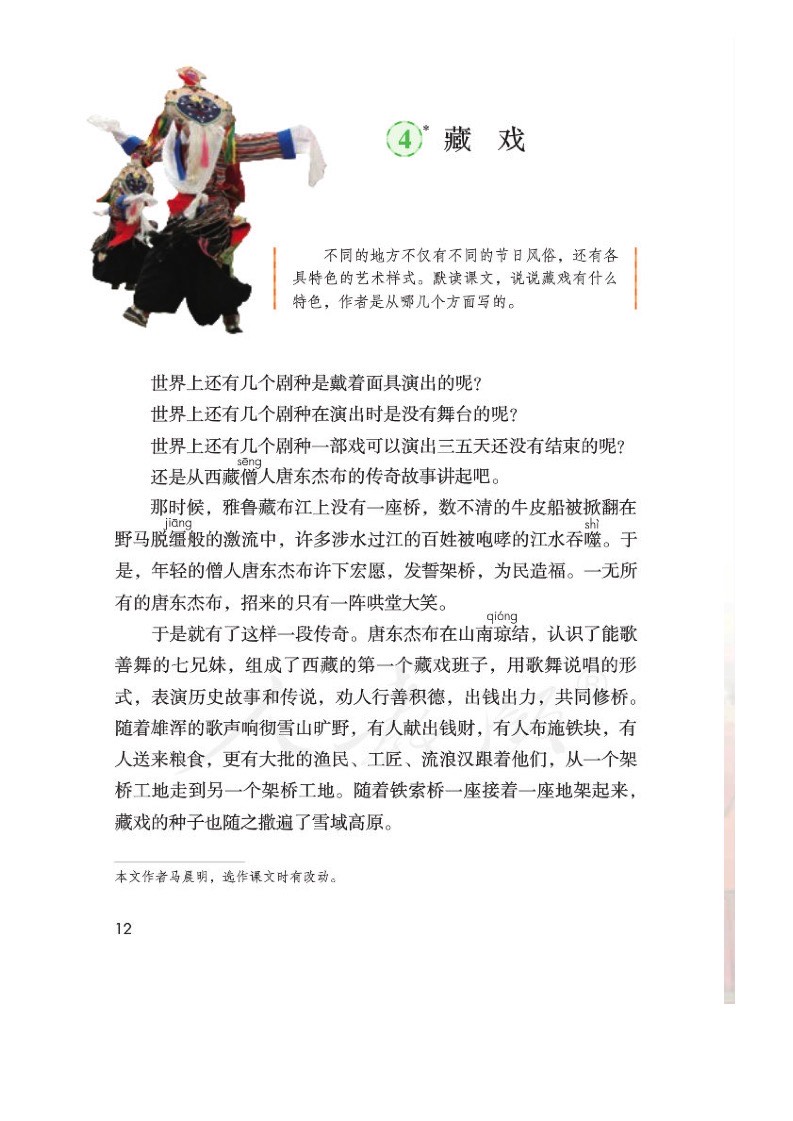 4* 藏 戏
不同的地方不仅有不同的节日风俗，还有各
具特色的艺术样式。默读课文，说说藏戏有什么
特色，作者是从哪几个方面写的。
世界上还有几个剧种是戴着面具演出的呢？
世界上还有几个剧种在演出时是没有舞台的呢？
世界上还有几个剧种一部戏可以演出三五天还没有结束的呢？
sēng
还是从西藏僧人唐东杰布的传奇故事讲起吧。
那时候，雅鲁藏布江上没有一座桥，数不清的牛皮船被掀翻在
jiāng shì
野马脱缰般的激流中，许多涉水过江的百姓被咆哮的江水吞噬。于
是，年轻的僧人唐东杰布许下宏愿，发誓架桥，为民造福。一无所
有的唐东杰布，招来的只有一阵哄堂大笑。
qióng
于是就有了这样一段传奇。唐东杰布在山南琼结，认识了能歌
善舞的七兄妹，组成了西藏的第一个藏戏班子，用歌舞说唱的形
式，表演历史故事和传说，劝人行善积德，出钱出力，共同修桥。
随着雄浑的歌声响彻雪山旷野，有人献出钱财，有人布施铁块，有
人送来粮食，更有大批的渔民、工匠、流浪汉跟着他们，从一个架
桥工地走到另一个架桥工地。随着铁索桥一座接着一座地架起来，
藏戏的种子也随之撒遍了雪域高原。
本文作者马晨明，选作课文时有改动。
12